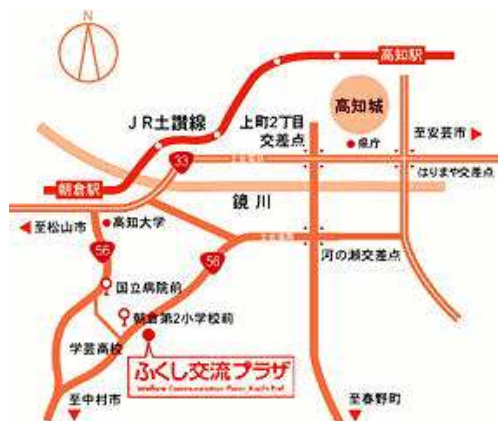 N
高知駅
高知城
JR土讃線
上町2丁目
交差点
県庁
至安芸市
33
はりまや交差点
朝倉駅
鏡川
至松山市
高知大学
56
56
河の瀬交差点
国立病院前
朝倉第2小学校前
学芸高校
ふくし交流プラザ
至中村市
至春野町